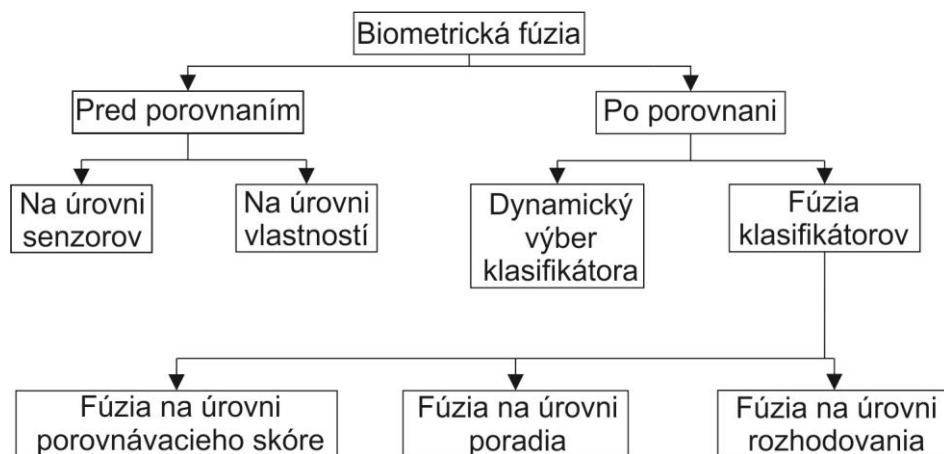 Biometrická fúzia
Pred porovnaním
Po porovnani
Na úrovni
senzorov
Na úrovni
vlastností
Dynamický
výber
klasifikátora
Fúzia
klasifikátorov
Fúzia na úrovni
porovnávacieho skóre
Fúzia na úrovni
poradia
Fúzia na úrovni
rozhodovania